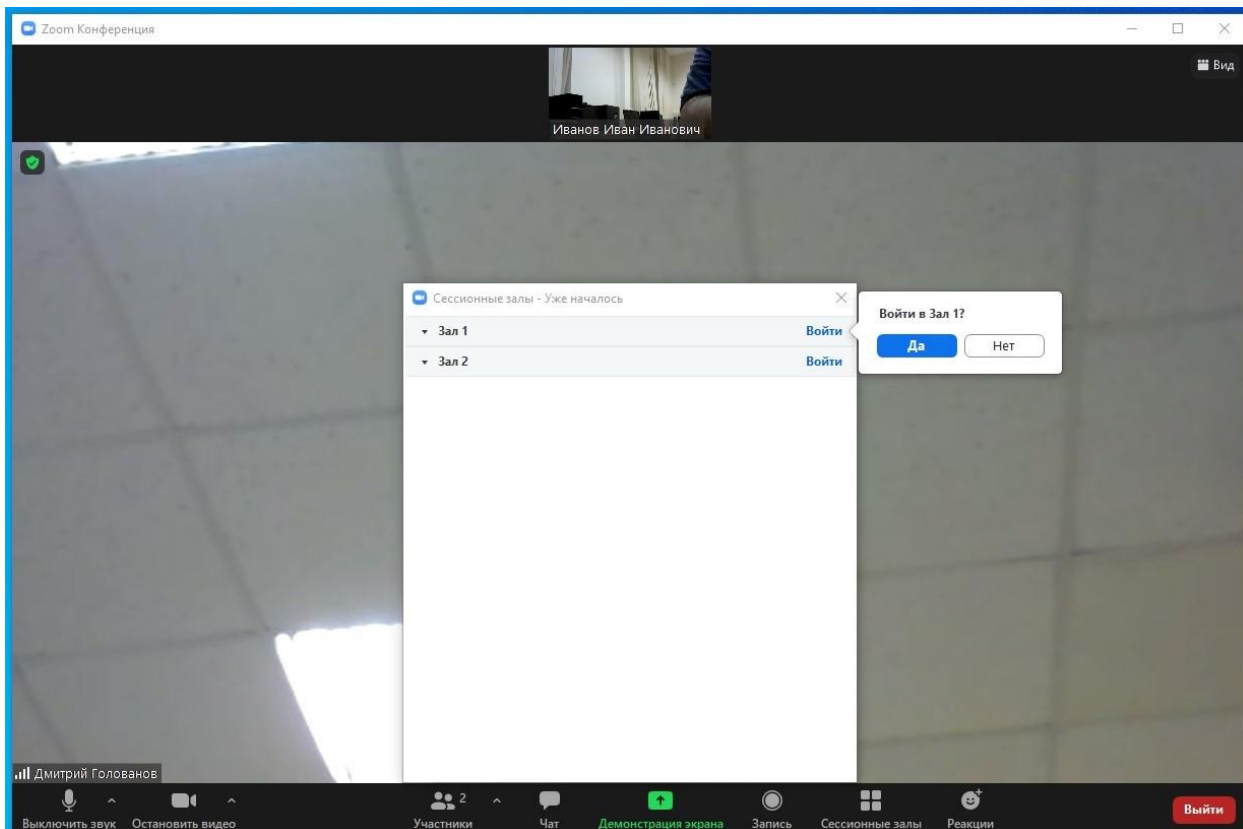 Zoom Конференция
Вид
Иванов Иван Иванович
Сессионные залы - Уже началось
Зал 1 Войти
Зал 2 Войти
Войти в Зал 1?
Да Нет
Дмитрий Голованов
2
Выключить звук Остановить видео Участники Чат Демонстрация экрана Запись Сессионные залы Реакции Выйти